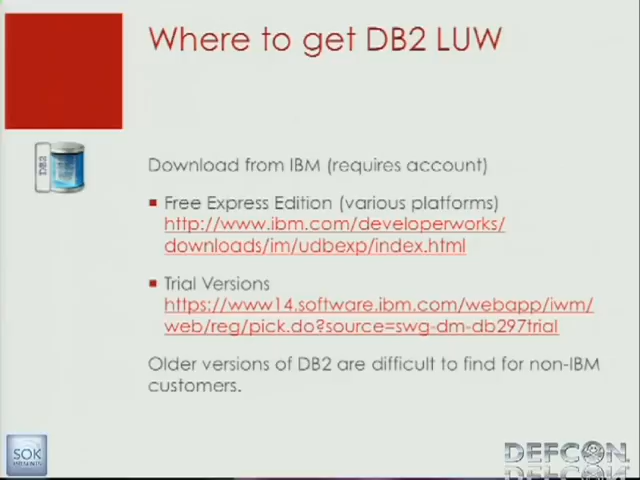 Where to get DB2 LUW
DB2
Download from IBM (requires account)
Free Express Edition (various platforms)
http://www.ibm.com/developerworks/
downloads/im/udbexp/index.html
Trial Versions
https://www14.software.ibm.com/webapp/iwm/
web/reg/pick.do?source=swg-dm-db297trial
Older versions of DB2 are difficult to find for non-IBM
customers.
SOK
DEFCON